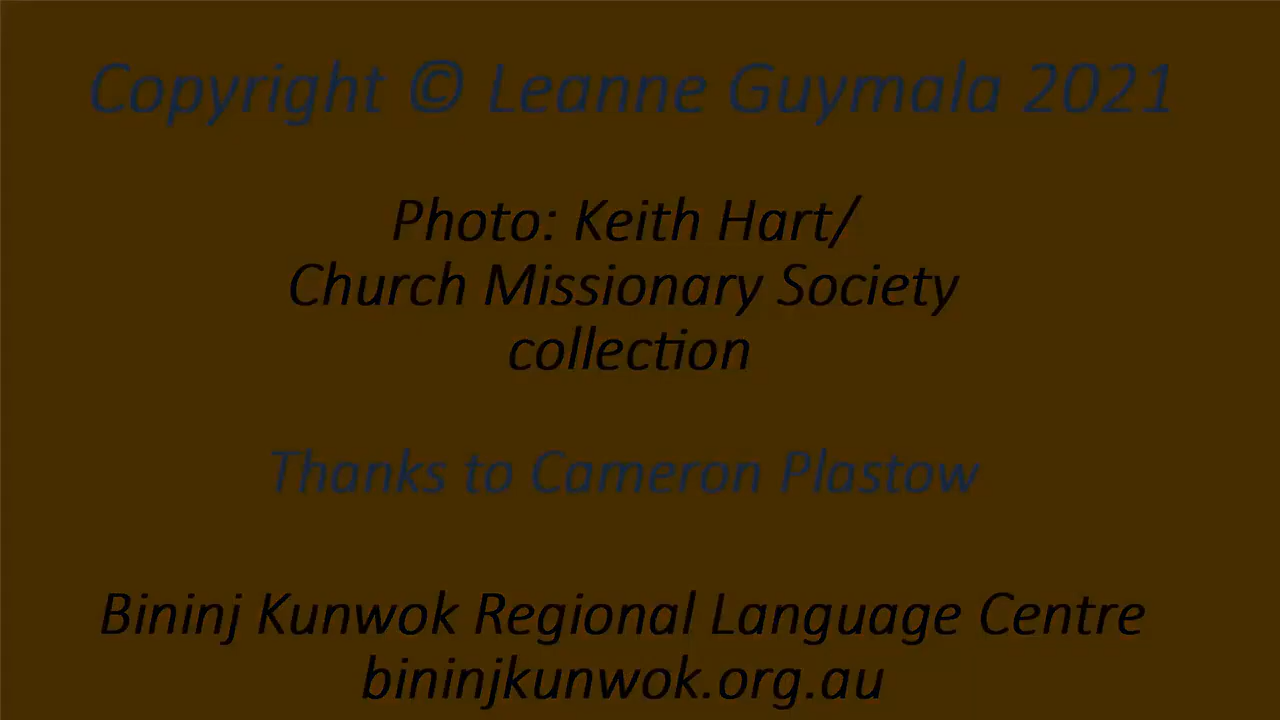 Copyright © Leanne Guymala 2021
Photo: Keith Hart/
Church Missionary Society
collection
Thanks to Cameron Plastow
Bininj Kunwok Regional Language Centre
bininjkunwok.org.au